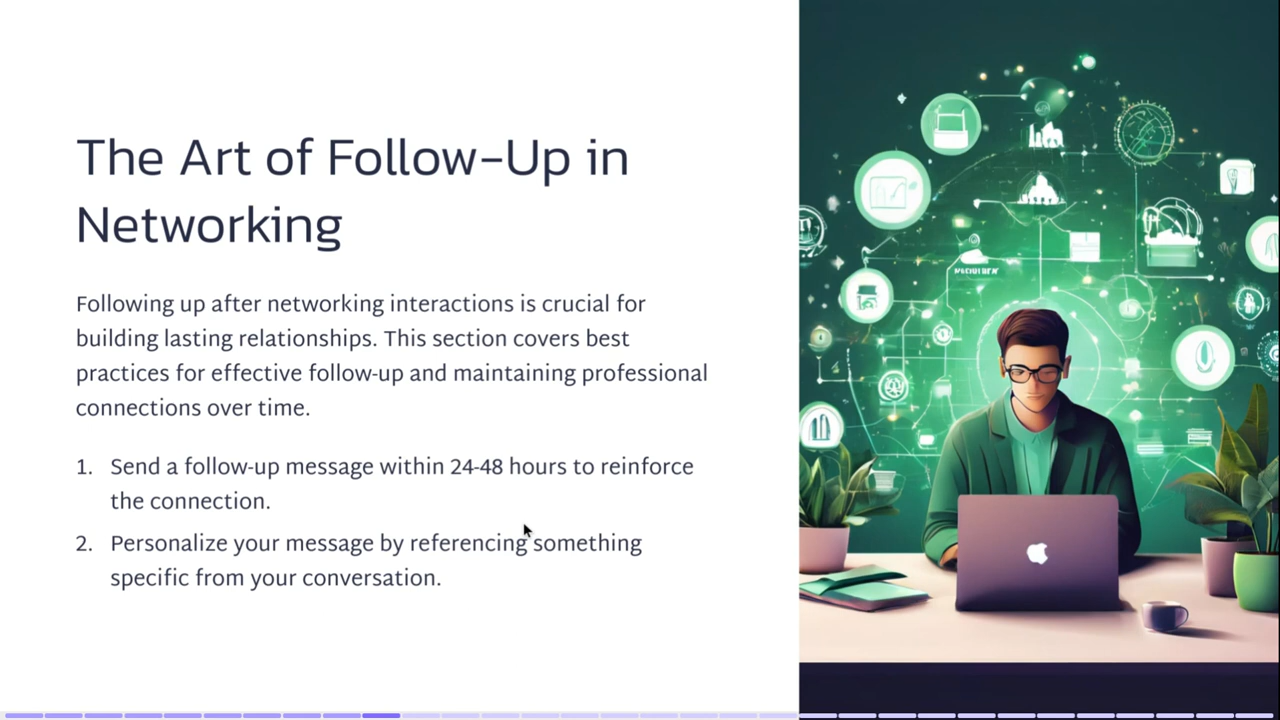 The Art of Follow-Up in
Networking
Following up after networking interactions is crucial for
building lasting relationships. This section covers best
practices for effective follow-up and maintaining professional
connections over time.
1. Send a follow-up message within 24-48 hours to reinforce
the connection.
2. Personalize your message by referencing something
specific from your conversation.